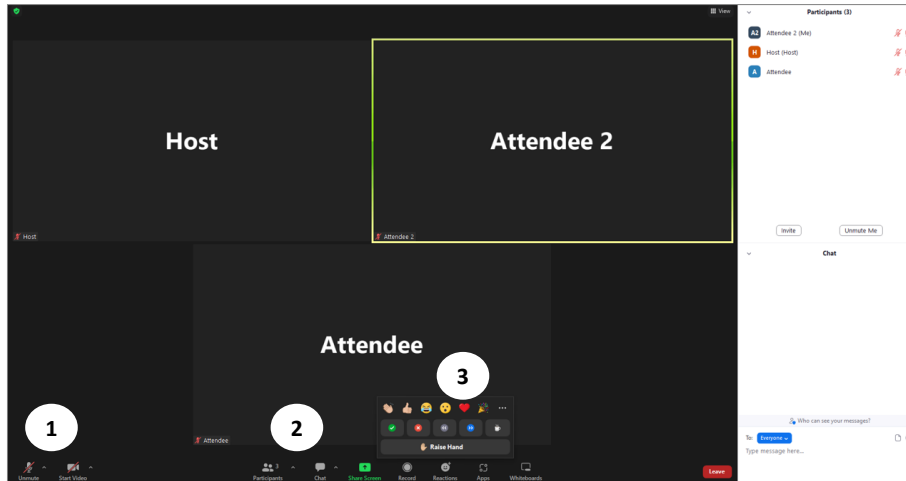 View
Host
Host
Attendee 2
Attendee 2
Attendee
Attendee
1
2
3
Raise Hand
Unmute
Start Video
3
Participants
Chat
Share Screen
Record
Reactions
Apps
Whiteboards
Leave
Participants (3)
A2 Attendee 2 (Me)
H Host (Host)
A Attendee
Invite
Unmute Me
Chat
Who can see your messages?
To: Everyone
Type message here...